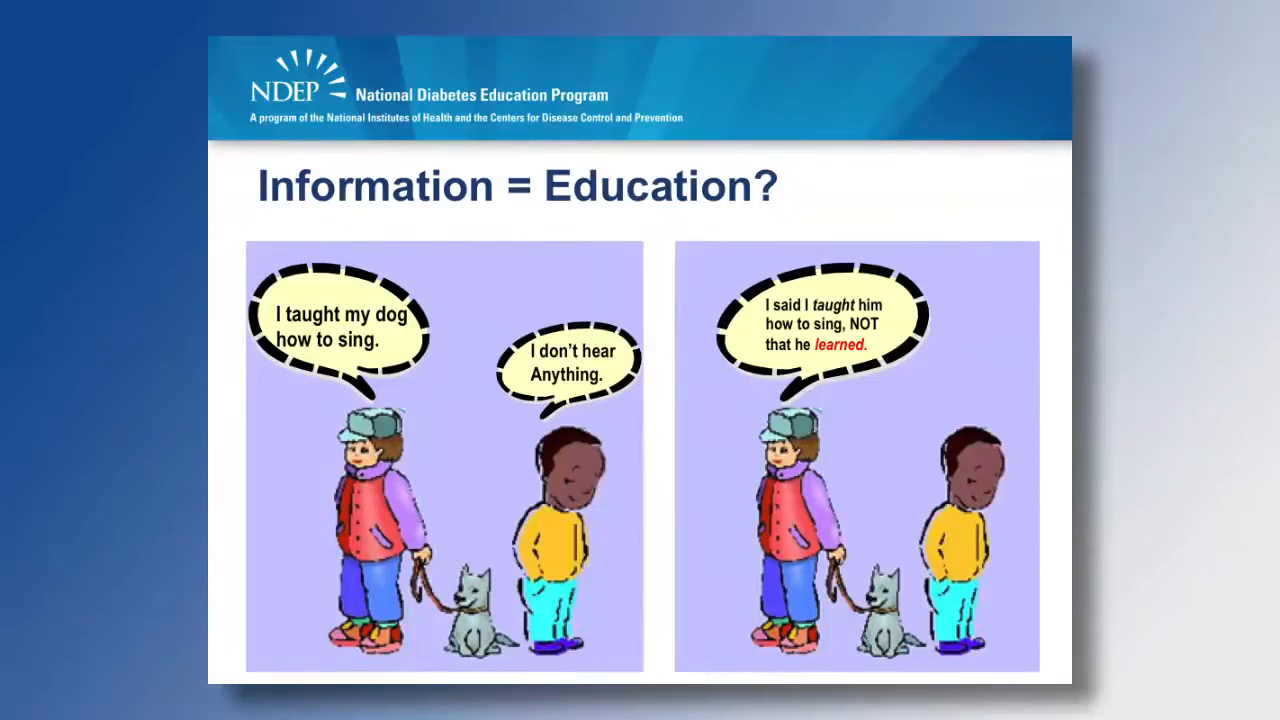 NDEP
National Diabetes Education Program
A program of the National Institutes of Health and the Centers for Disease Control and Prevention
Information = Education?
I taught my dog
how to sing.
I don't hear
Anything.
I said I taught him
how to sing, NOT
that he learned.